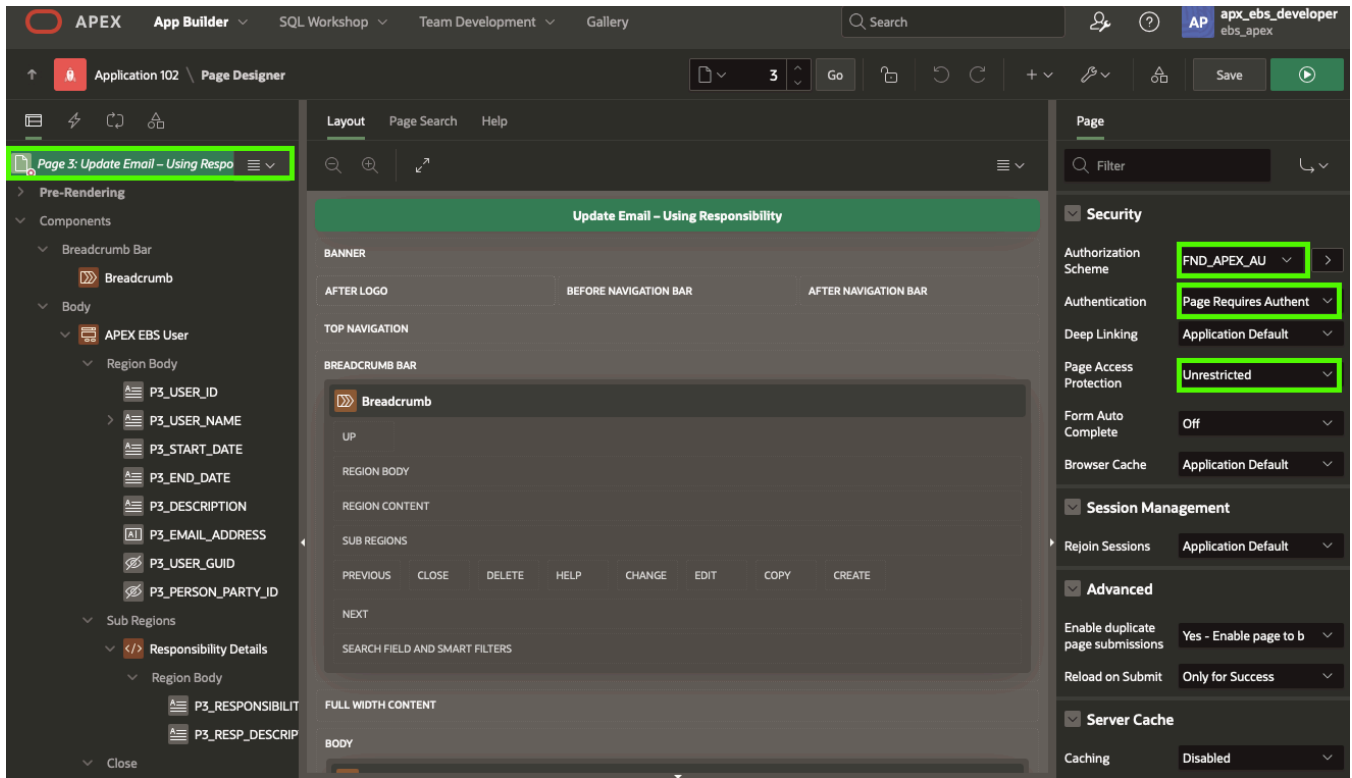 APEX App Builder SQL Workshop Team Development Gallery Search AP apx_ebs_developer
ebs_apex
Application 102 \ Page Designer 3 Go Save
Page 3: Update Email – Using Respo
Pre-Rendering
Components
Breadcrumb Bar
Breadcrumb
Body
APEX EBS User
Region Body
P3_USER_ID
P3_USER_NAME
P3_START_DATE
P3_END_DATE
P3_DESCRIPTION
P3_EMAIL_ADDRESS
P3_USER_GUID
P3_PERSON_PARTY_ID
Sub Regions
Responsibility Details
Region Body
P3_RESPONSIBILIT
P3_RESP_DESCRIP
Close
Layout Page Search Help
Update Email – Using Responsibility
BANNER
AFTER LOGO BEFORE NAVIGATION BAR AFTER NAVIGATION BAR
TOP NAVIGATION
BREADCRUMB BAR
Breadcrumb
UP
REGION BODY
REGION CONTENT
SUB REGIONS
PREVIOUS CLOSE DELETE HELP CHANGE EDIT COPY CREATE
NEXT
SEARCH FIELD AND SMART FILTERS
FULL WIDTH CONTENT
BODY
Page
Filter
Security
Authorization
Scheme
FND_APEX_AU
Authentication Page Requires Authent
Deep Linking Application Default
Page Access
Protection
Unrestricted
Form Auto
Complete
Off
Browser Cache Application Default
Session Management
Rejoin Sessions Application Default
Advanced
Enable duplicate
page submissions
Yes - Enable page to b
Reload on Submit Only for Success
Server Cache
Caching Disabled